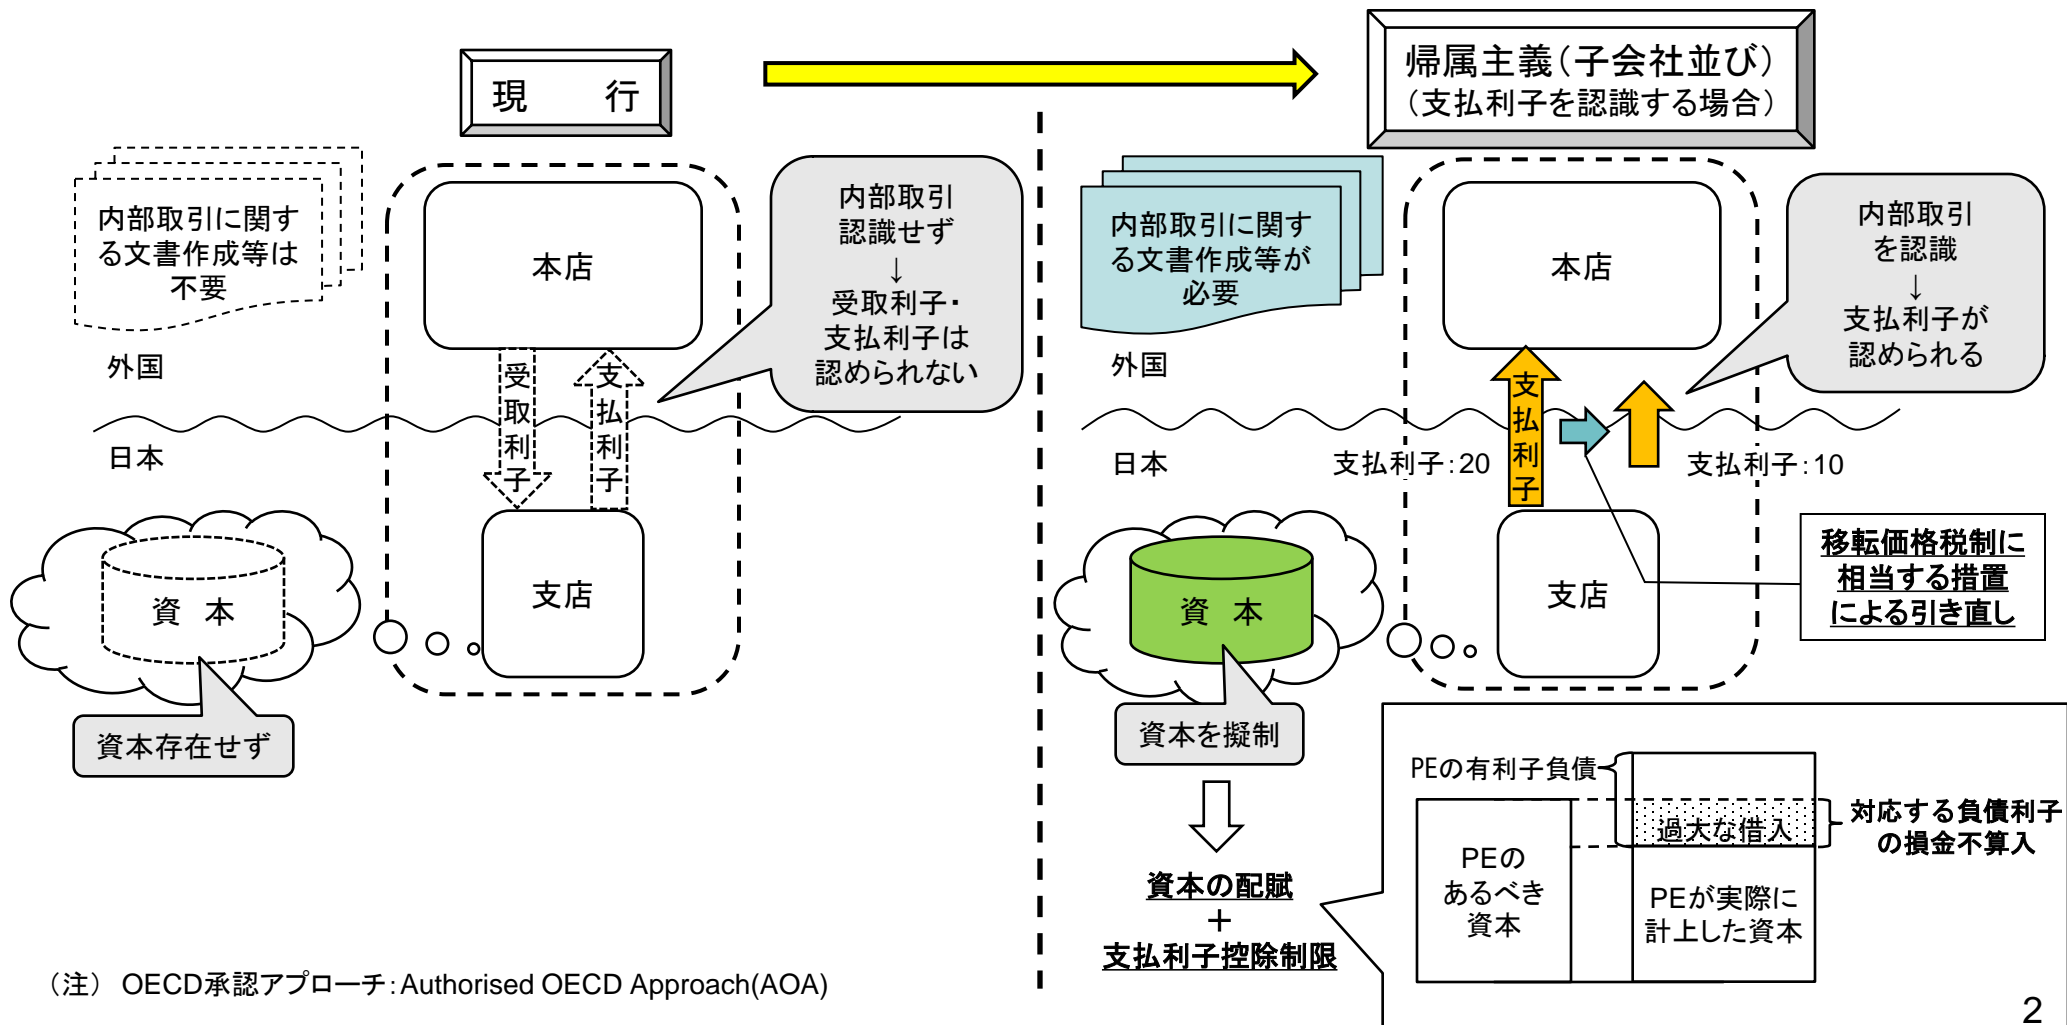 現　行
内部取引に関す
る文書作成等は
不要
本店
内部取引
認識せず
↓
受取利子・
支払利子は
認められない
外国
受取利子
支払利子
日本
資　本
支店
資本存在せず
帰属主義（子会社並び）
（支払利子を認識する場合）
内部取引に関す
る文書作成等が
必要
本店
内部取引
を認識
↓
支払利子が
認められる
外国
支払利子
日本
支払利子：20
支払利子：10
資　本
支店
移転価格税制に
相当する措置
による引き直し
資本を擬制
資本の配賦
＋
支払利子控除制限
PEの有利子負債
過大な借入
対応する負債利子
の損金不算入
PEの
あるべき
資本
PEが実際に
計上した資本
（注） OECD承認アプローチ：Authorised OECD Approach(AOA)
2